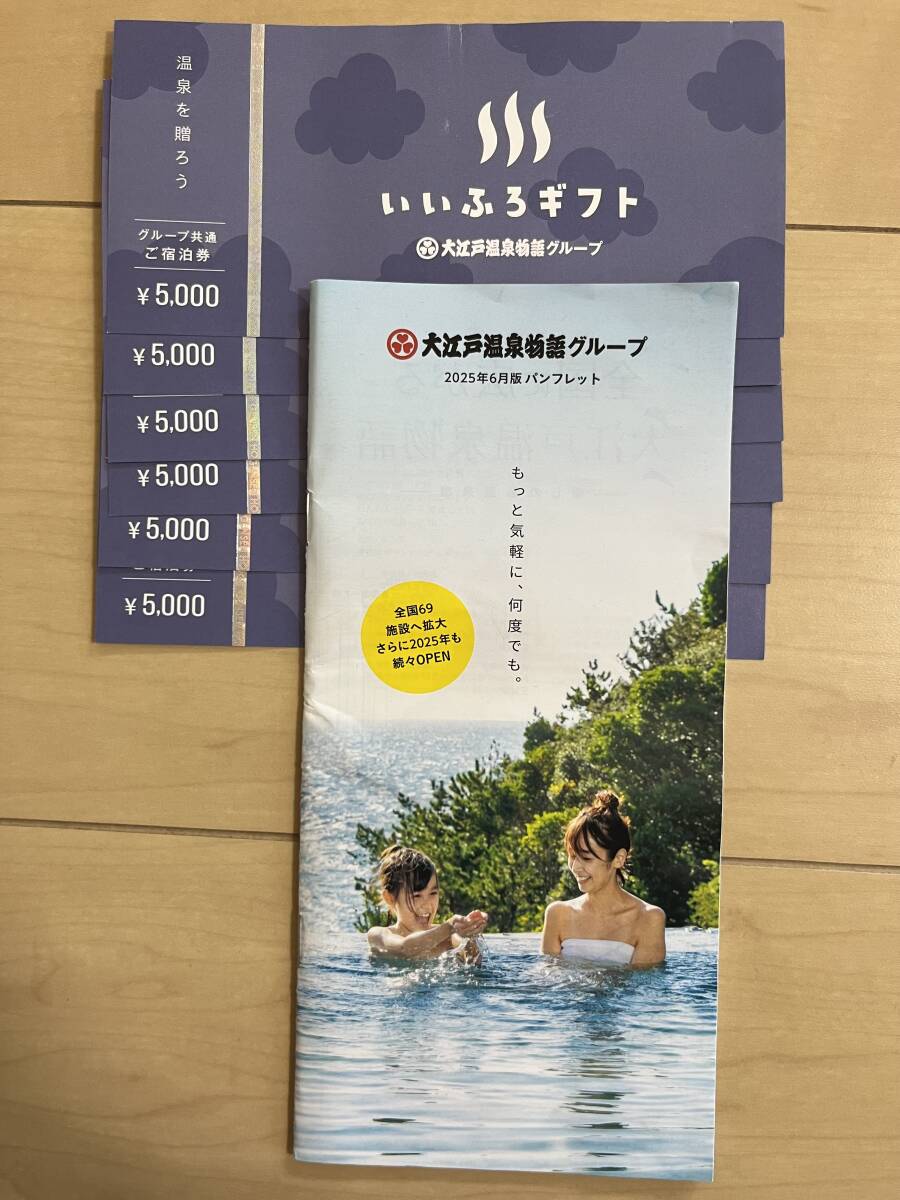 温泉を贈ろう
グループ共通
ご宿泊券
¥5,000
いいふろギフト
大江戸温泉物語グループ
¥5,000
¥5,000
¥5,000
¥5,000
ご宿泊券
¥5,000
大江戸温泉物語グループ
2025年6月版 パンフレット
もっと気軽に、何度でも。
全国69
施設へ拡大
さらに2025年も
続々OPEN